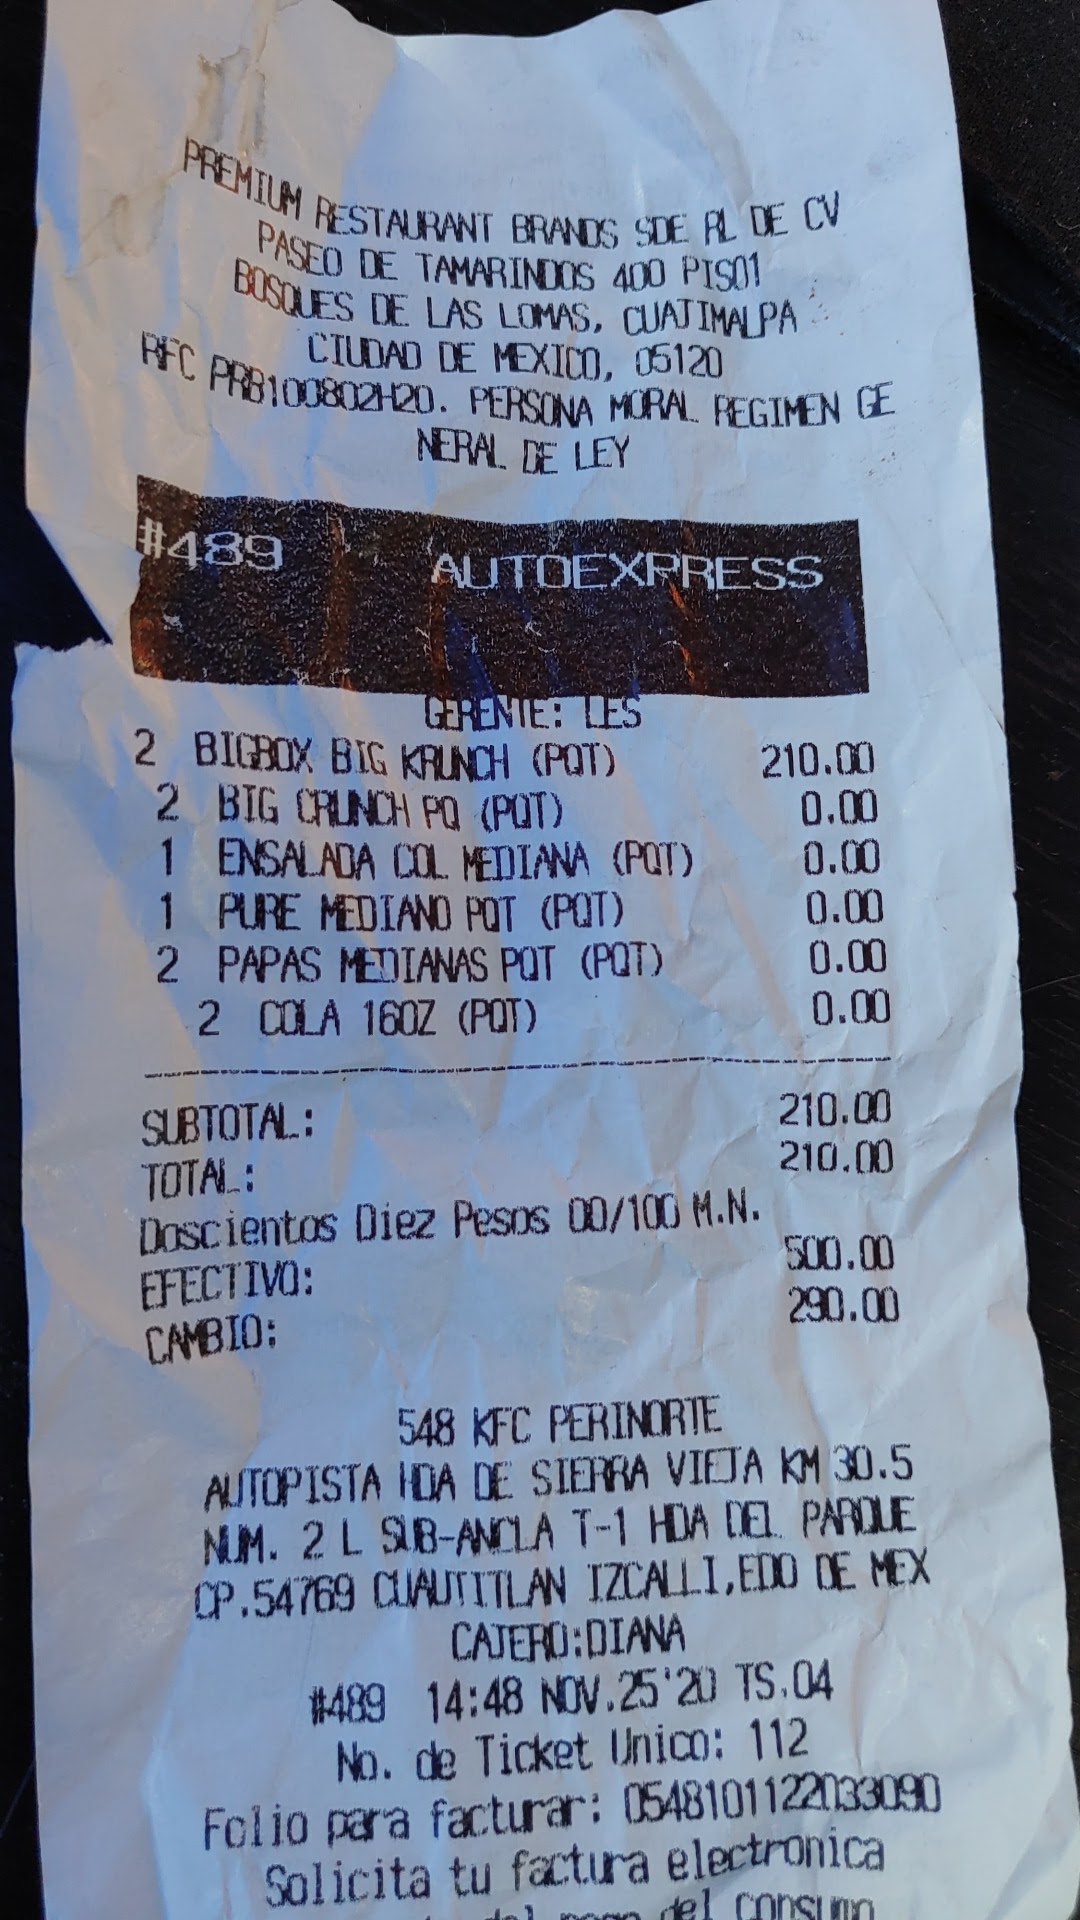 PREMIUM RESTAURANT BRANDS SDE RL DE CV
PASEO DE TAMARINDOS 400 PISO1
BOSQUES DE LAS LOMAS, CUAJIMALPA
CIUDAD DE MEXICO, 05120
RFC PRB100802H20. PERSONA MORAL REGIMEN GE
NERAL DE LEY
#489 AUTOEXPRESS
GERENTE: LES
2 BIGBOX BIG KRUNCH (PQT) 210.00
2 BIG CRUNCH PQ (PQT) 0.00
1 ENSALADA COL MEDIANA (PQT) 0.00
1 PURE MEDIANO PQT (PQT) 0.00
2 PAPAS MEDIANAS PQT (PQT) 0.00
2 COLA 16OZ (PQT) 0.00
SUBTOTAL: 210.00
TOTAL: 210.00
Doscientos Diez Pesos 00/100 M.N.
EFECTIVO: 500.00
CAMBIO: 290.00
548 KFC PERINORTE
AUTOPISTA HDA DE SIERRA VIEJA KM 30.5
NUM. 2 L SUB-ANCLA T-1 HDA DEL PARQUE
CP.54769 CUAUTITLAN IZCALLI,EDO DE MEX
CAJERO:DIANA
#489 14:48 NOV.25'20 TS.04
No. de Ticket Unico: 112
Folio para facturar: 0548101122033090
Solicita tu factura electronica
del pago del consumo